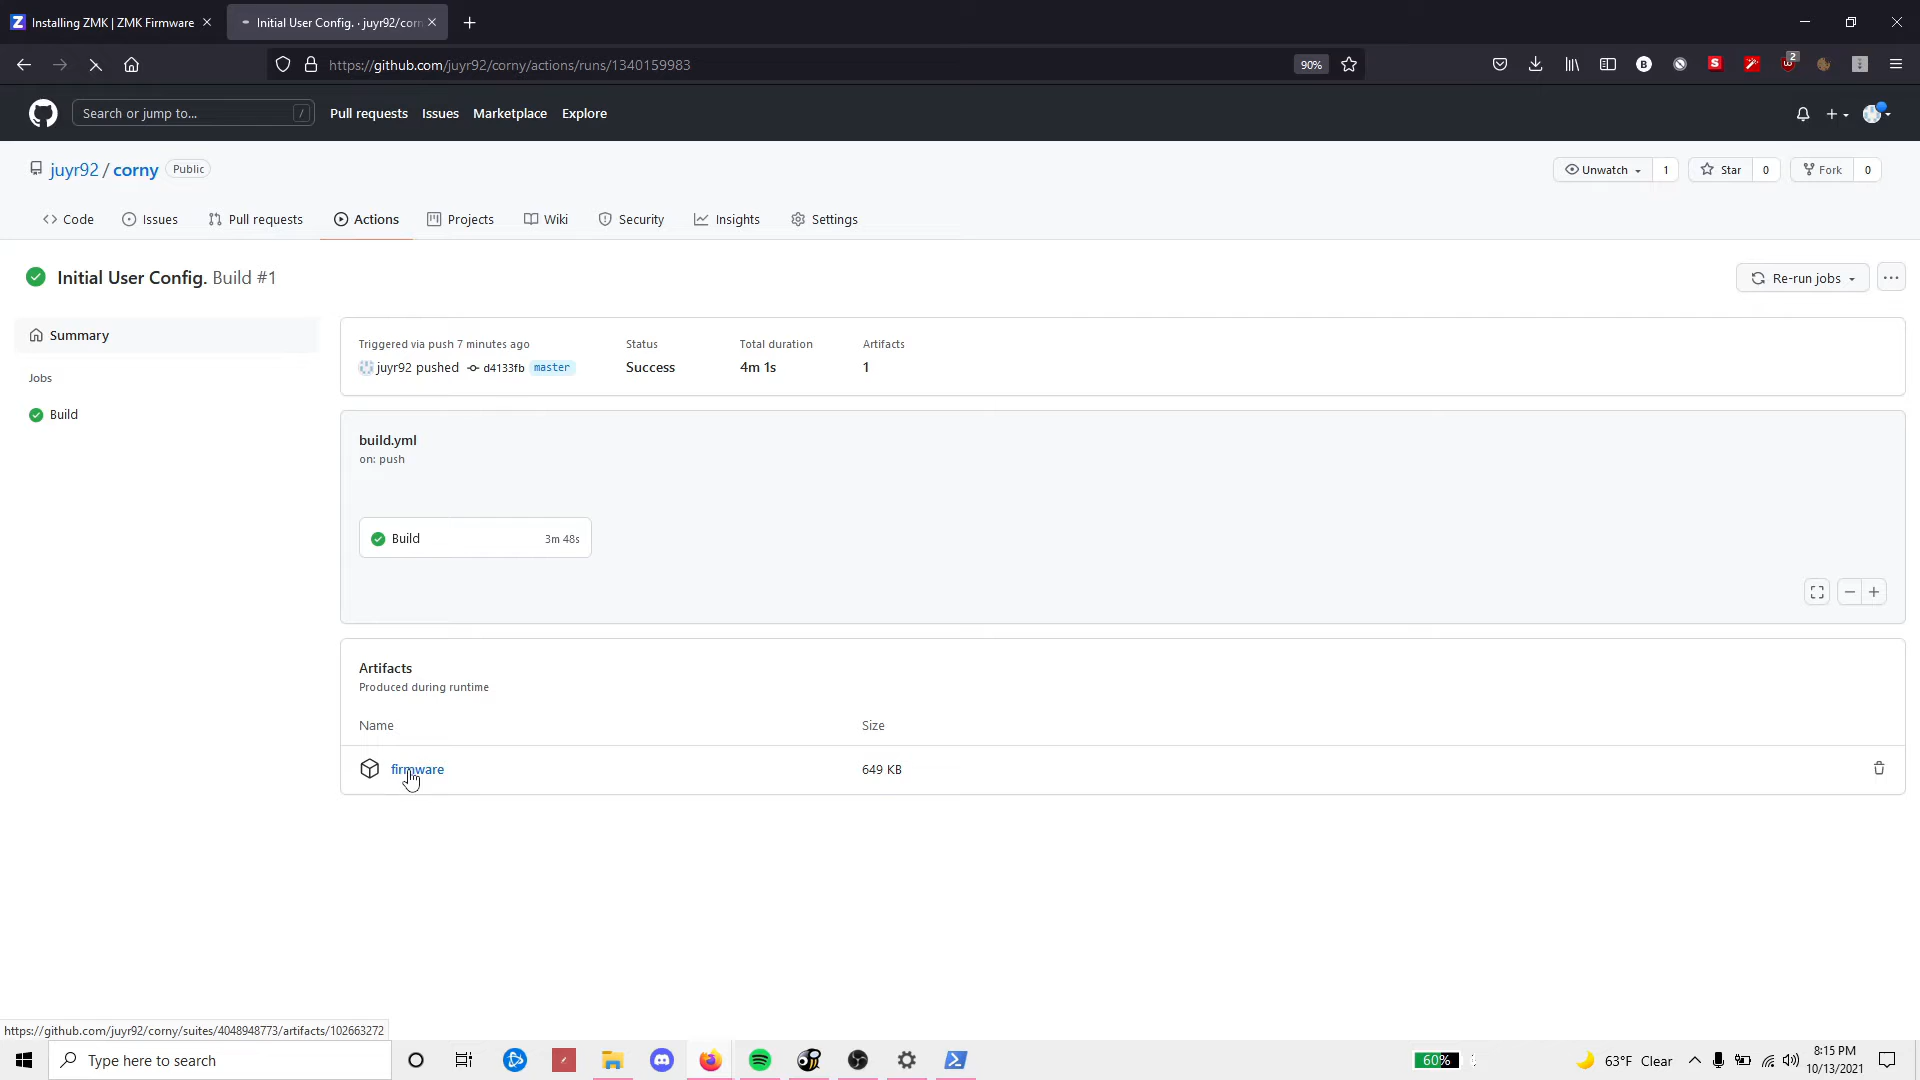 Installing ZMK | ZMK Firmware
Initial User Config. · juyr92/corn
https://github.com/juyr92/corny/actions/runs/1340159983
90%
2
Search or jump to...
/
Pull requests
Issues
Marketplace
Explore
juyr92 / corny
Public
Unwatch 1
Star 0
Fork 0
Code
Issues
Pull requests
Actions
Projects
Wiki
Security
Insights
Settings
Initial User Config. Build #1
Re-run jobs
Summary
Jobs
Build
Triggered via push 7 minutes ago
juyr92 pushed d4133fb master
Status
Success
Total duration
4m 1s
Artifacts
1
build.yml
on: push
Build 3m 48s
Artifacts
Produced during runtime
Name Size
firmware 649 KB
https://github.com/juyr92/corny/suites/4048948773/artifacts/102663272
Type here to search
60%
63°F Clear
8:15 PM
10/13/2021